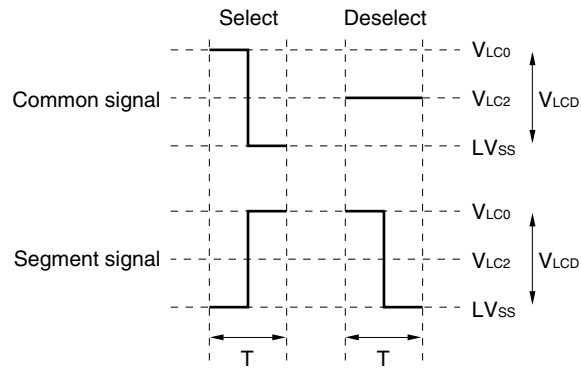 Select Deselect
VLC0
Common signal VLC2 VLCD
LVSS
VLC0
Segment signal VLC2 VLCD
LVSS
T T